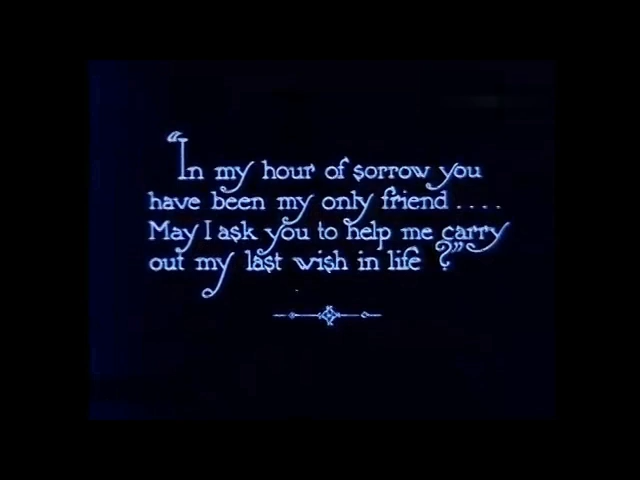 “In my hour of sorrow you
have been my only friend ....
May I ask you to help me carry
out my last wish in life ?”